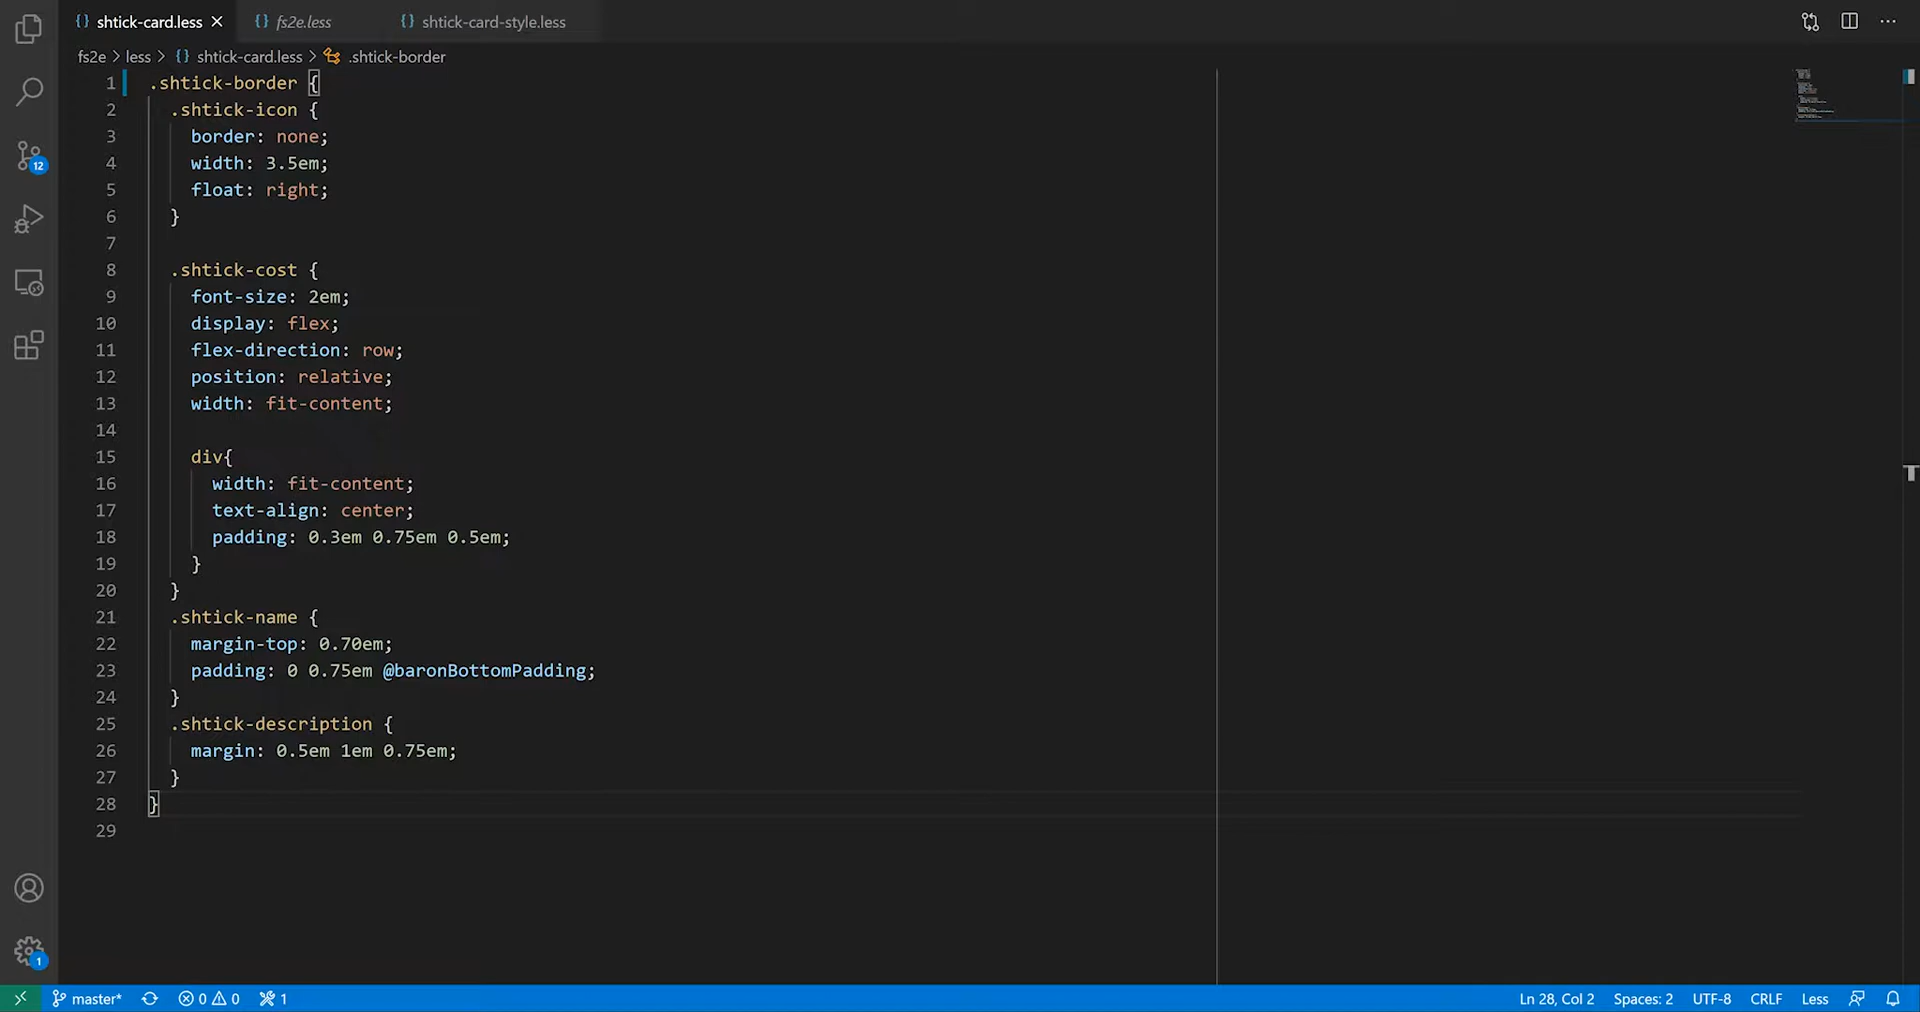 {} shtick-card.less × {} fs2e.less {} shtick-card-style.less ...
fs2e > less > {} shtick-card.less > .shtick-border
1 .shtick-border {
2 .shtick-icon {
3 border: none;
4 width: 3.5em;
5 float: right;
6 }
7
8 .shtick-cost {
9 font-size: 2em;
10 display: flex;
11 flex-direction: row;
12 position: relative;
13 width: fit-content;
14
15 div{
16 width: fit-content;
17 text-align: center;
18 padding: 0.3em 0.75em 0.5em;
19 }
20 }
21 .shtick-name {
22 margin-top: 0.70em;
23 padding: 0 0.75em @baronBottomPadding;
24 }
25 .shtick-description {
26 margin: 0.5em 1em 0.75em;
27 }
28 }
29
12
1
master* 0 0 1 Ln 28, Col 2 Spaces: 2 UTF-8 CRLF Less